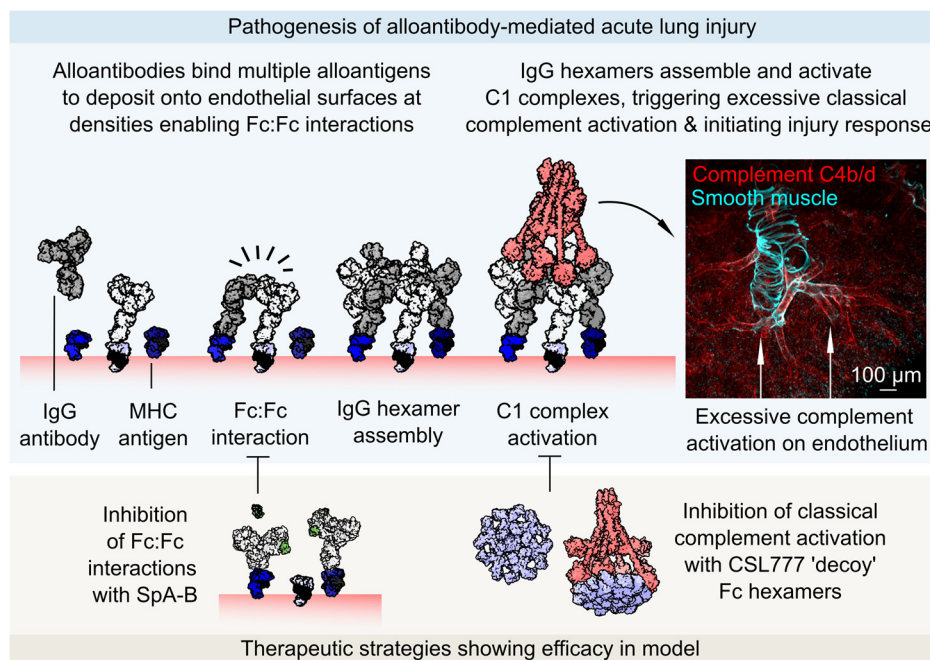 Pathogenesis of alloantibody-mediated acute lung injury
Alloantibodies bind multiple alloantigens
to deposit onto endothelial surfaces at
densities enabling Fc:Fc interactions
IgG hexamers assemble and activate
C1 complexes, triggering excessive classical
complement activation & initiating injury response
Complement C4b/d
Smooth muscle
100 µm
IgG
antibody
MHC
antigen
Fc:Fc
interaction
IgG hexamer
assembly
C1 complex
activation
Excessive complement
activation on endothelium
Inhibition
of Fc:Fc
interactions
with SpA-B
Inhibition of classical
complement activation
with CSL777 'decoy'
Fc hexamers
Therapeutic strategies showing efficacy in model